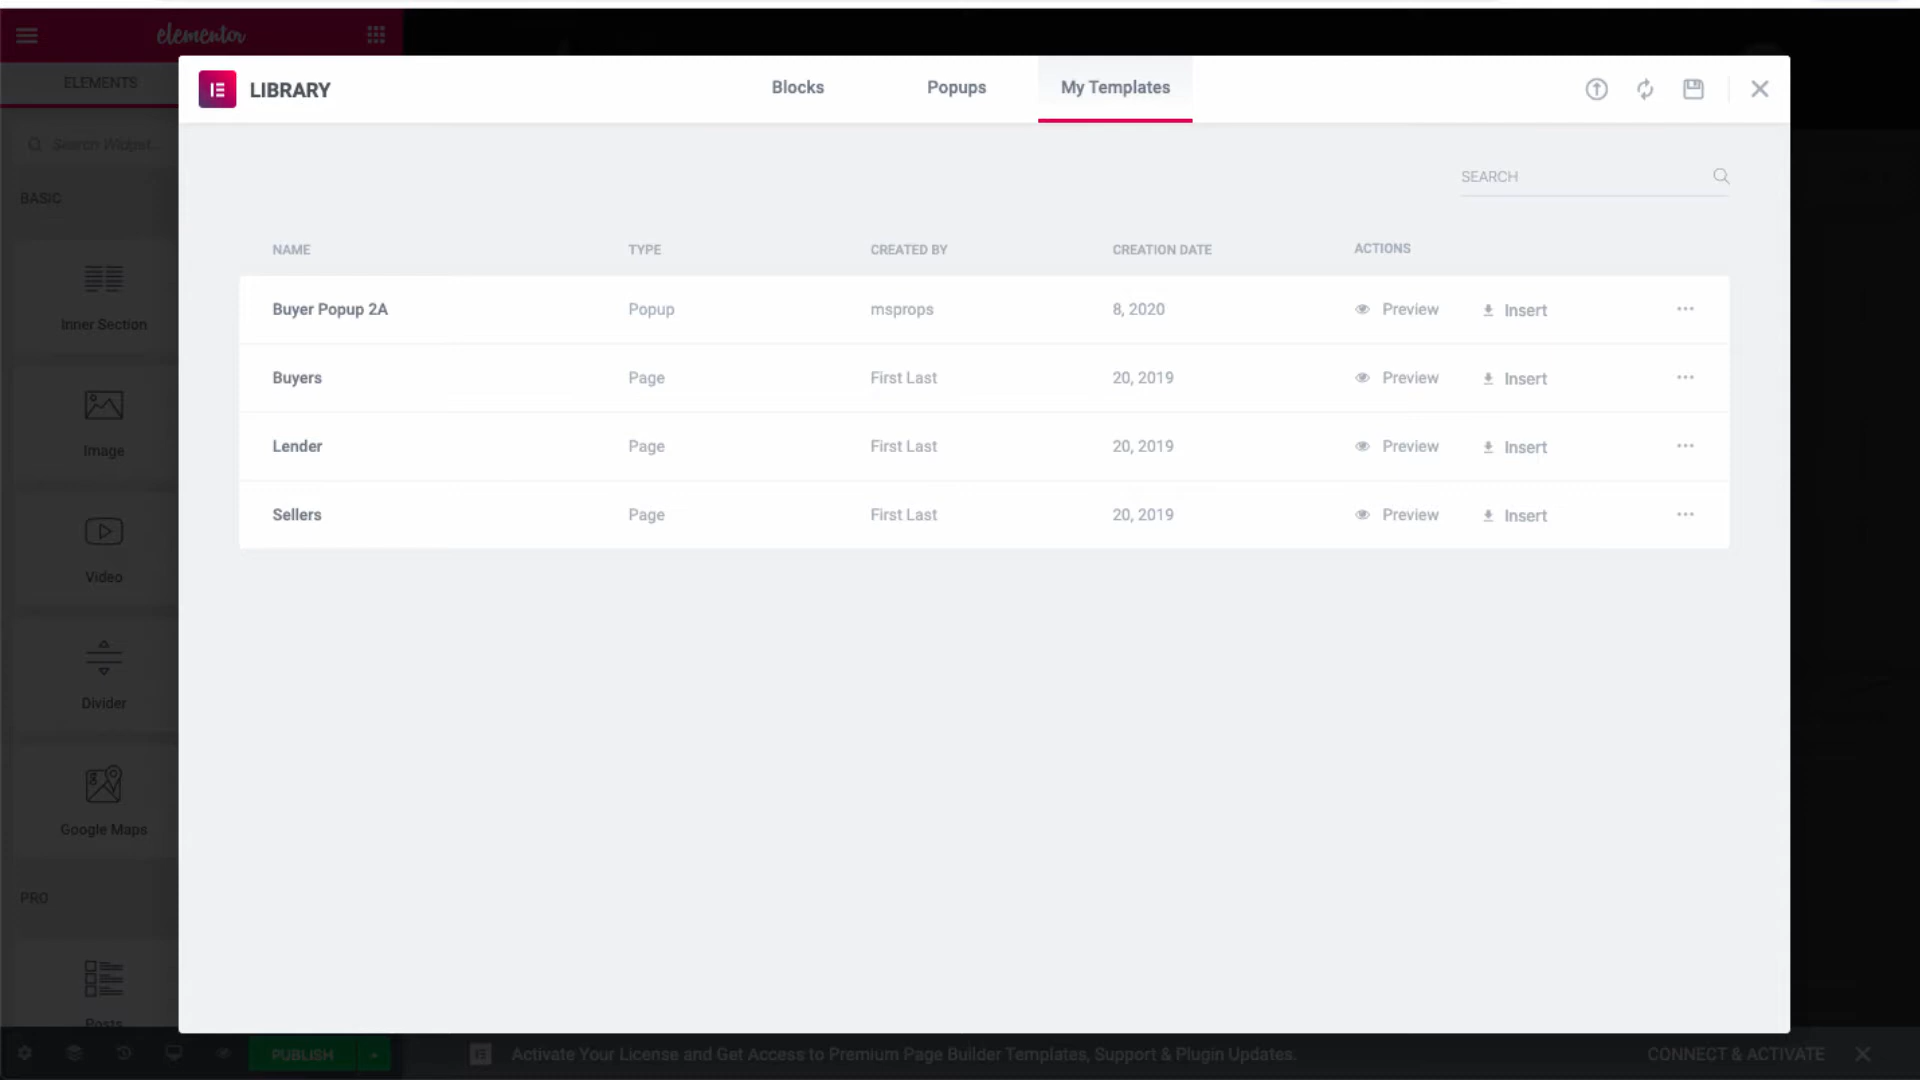 elementor
ELEMENTS
Search Widget...
BASIC
Inner Section
Image
Video
Divider
Google Maps
PRO
Posts
LIBRARY
Blocks
Popups
My Templates
SEARCH
NAME TYPE CREATED BY CREATION DATE ACTIONS
Buyer Popup 2A Popup msprops 8, 2020 Preview Insert
Buyers Page First Last 20, 2019 Preview Insert
Lender Page First Last 20, 2019 Preview Insert
Sellers Page First Last 20, 2019 Preview Insert
PUBLISH
Activate Your License and Get Access to Premium Page Builder Templates, Support & Plugin Updates.
CONNECT & ACTIVATE